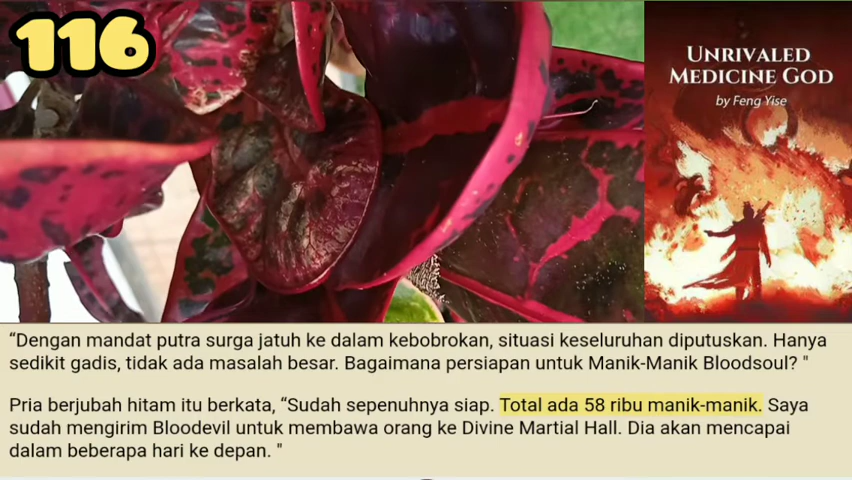 116
UNRIVALED
MEDICINE GOD
by Feng Yise
“Dengan mandat putra surga jatuh ke dalam kebobrokan, situasi keseluruhan diputuskan. Hanya
sedikit gadis, tidak ada masalah besar. Bagaimana persiapan untuk Manik-Manik Bloodsoul? "
Pria berjubah hitam itu berkata, “Sudah sepenuhnya siap. Total ada 58 ribu manik-manik. Saya
sudah mengirim Bloodevil untuk membawa orang ke Divine Martial Hall. Dia akan mencapai
dalam beberapa hari ke depan. "